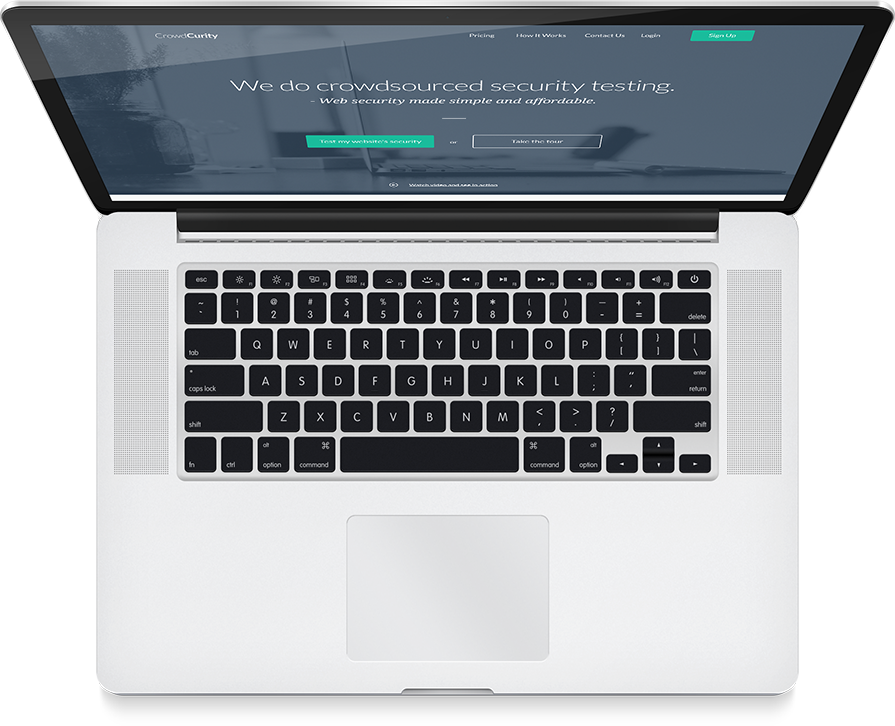 CrowdCurity Pricing How It Works Contact Us Login Sign Up
We do crowdsourced security testing.
- Web security made simple and affordable.
Test my website's security or Take the tour
Watch video and see in action
esc F1 F2 F3 F4 F5 F6 F7 F8 F9 F10 F11 F12
~ ! @ # $ % ^ & * ( ) — +
` 1 2 3 4 5 6 7 8 9 0 - = delete
tab Q W E R T Y U I O P { [ } ] | \
caps lock A S D F G H J K L : ; " ' enter return
shift Z X C V B N M < , > . ? / shift
fn ctrl alt option ⌘ command ⌘ command alt option ◄ ▲ ▼ ►